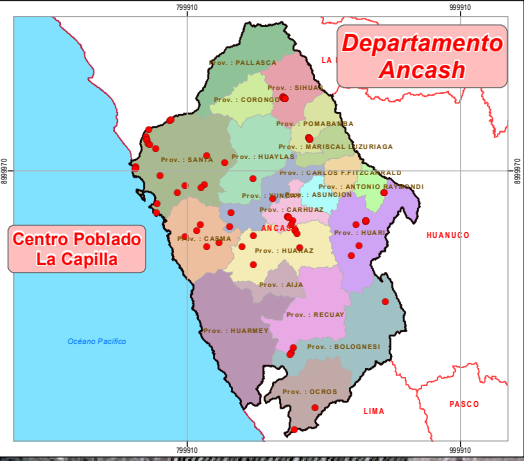 799910
999910
Departamento
Ancash
LA
Prov. : PALLASCA
Prov. : SIHUAS
Prov. : CORONGO
Prov. : POMABAMBA
Prov. : MARISCAL LUZURIAGA
Prov. : SANTA
Prov. : HUAYLAS
Prov. : CARLOS F.FITZCARRALD
Prov. : ANTONIO RAYMONDI
Prov. : ASUNCION
Prov. : CARHUAZ
8999970
8999970
Centro Poblado
La Capilla
ANCASH
Prov. : HUARI
HUANUCO
Prov. : CASMA
Prov. : HUARAZ
Prov. : AIJA
Prov. : RECUAY
Prov. : HUARMEY
Océano Pacífico
Prov. : BOLOGNESI
Prov. : OCROS
LIMA
PASCO
799910
999910